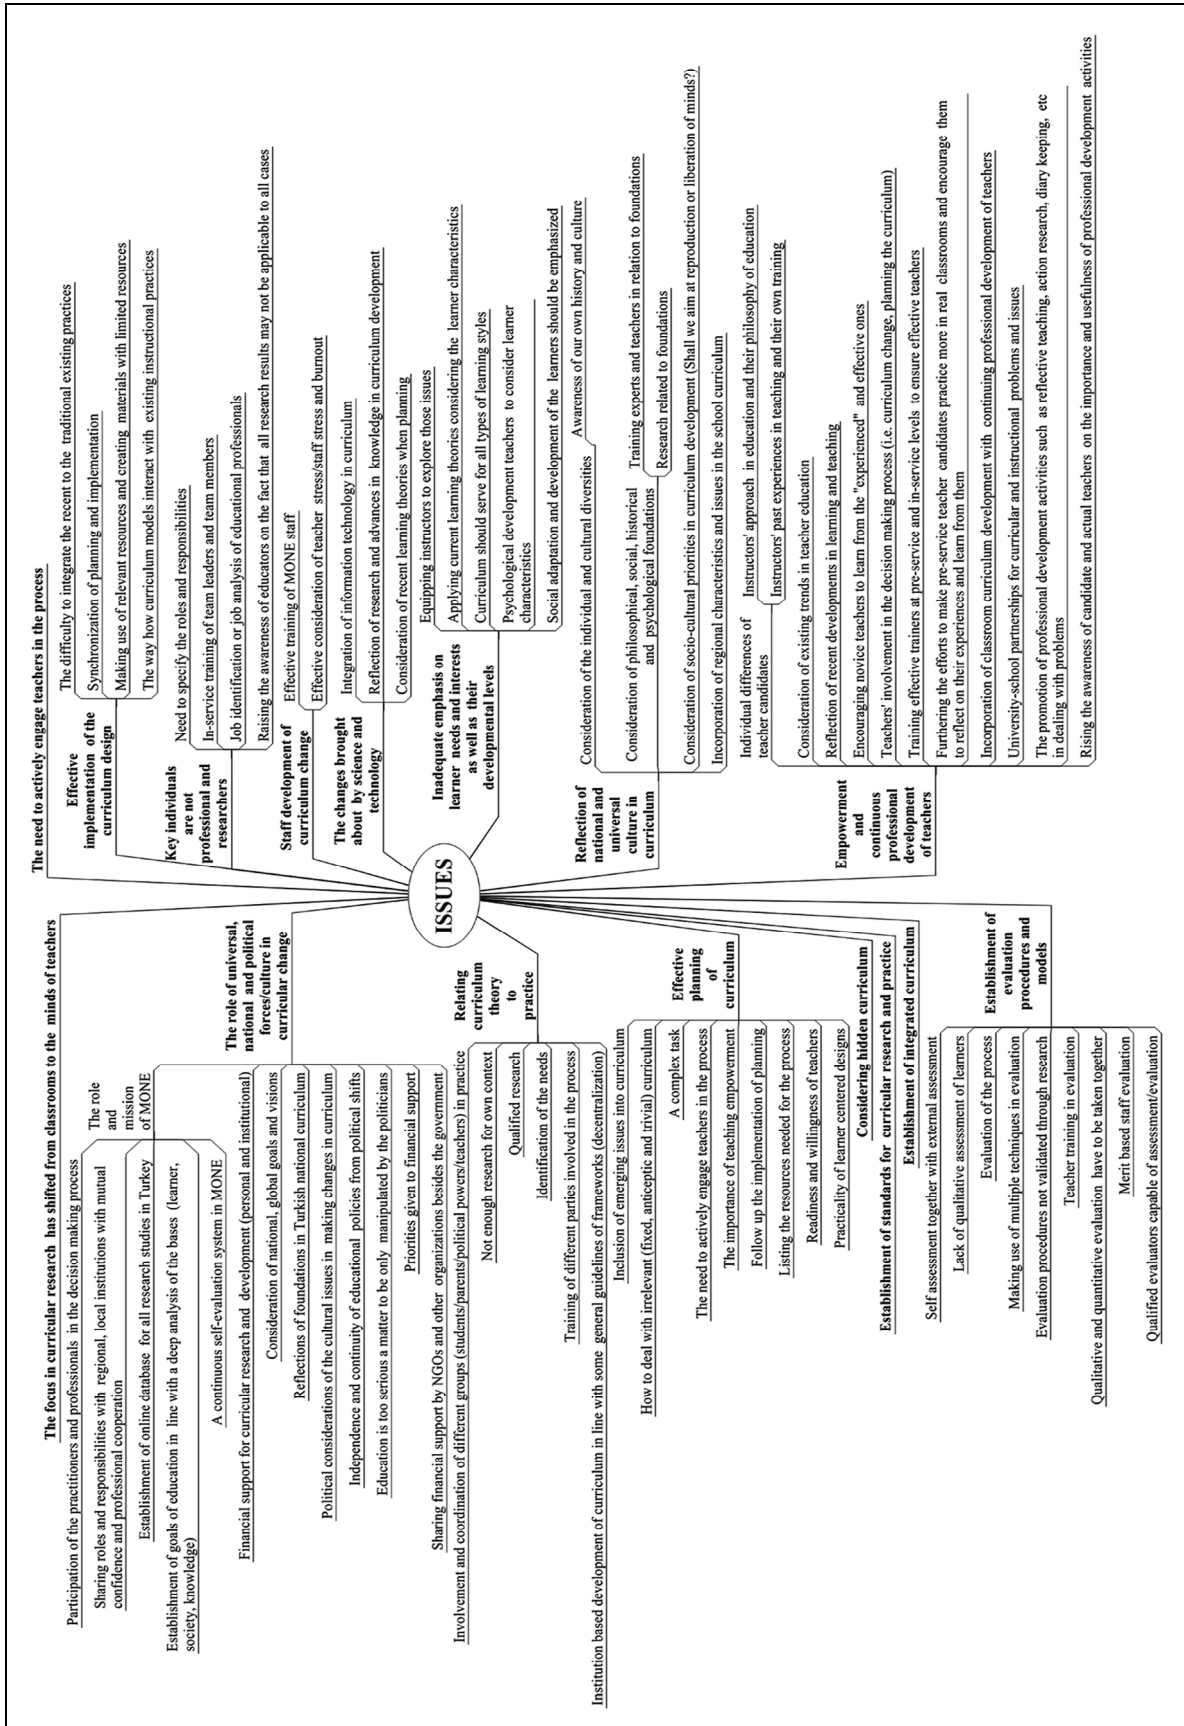 The focus in curricular research has shifted from classrooms to the minds of teachers
Participation of the practitioners and professionals in the decision making process
Sharing roles and responsibilities with regional, local institutions with mutual
confidence and professional cooperation
Establishment of online database for all research studies in Turkey
Establishment of goals of education in line with a deep analysis of the bases (learner,
society, knowledge)
A continuous self-evaluation system in MONE
The role
and
mission
of MONE
Financial support for curricular research and development (personal and institutional)
Consideration of national, global goals and visions
Reflections of foundations in Turkish national curriculum
Political considerations of the cultural issues in making changes in curriculum
Independence and continuity of educational policies from political shifts
Education is too serious a matter to be only manipulated by the politicians
Priorities given to financial support
Sharing financial support by NGOs and other organizations besides the government
The role of universal,
national and political
forces/culture in
curricular change
Involvement and coordination of different groups (students/parents/political powers/teachers) in practice
Not enough research for own context
Qualified research
Identification of the needs
Training of different parties involved in the process
Institution based development of curriculum in line with some general guidelines of frameworks (decentralization)
Relating
curriculum
theory
to
practice
Inclusion of emerging issues into curriculum
How to deal with irrelevant (fixed, anticeptic and trivial) curriculum
A complex task
The need to actively engage teachers in the process
The importance of teaching empowerment
Follow up the implementation of planning
Listing the resources needed for the process
Readiness and willingness of teachers
Practicality of learner centered designs
Effective
planning
of
curriculum
Considering hidden curriculum
Establishment of standards for curricular research and practice
Establishment of integrated curriculum
Self assessment together with external assessment
Lack of qualitative assessment of learners
Evaluation of the process
Making use of multiple techniques in evaluation
Evaluation procedures not validated through research
Teacher training in evaluation
Qualitative and quantitative evaluation have to be taken together
Merit based staff evaluation
Qualified evaluators capable of assessment/evaluation
Establishment of
evaluation
procedures and
models
ISSUES
The need to actively engage teachers in the process
Effective
implementation of the
curriculum design
The difficulty to integrate the recent to the traditional existing practices
Synchronization of planning and implementation
Making use of relevant resources and creating materials with limited resources
The way how curriculum models interact with existing instructional practices
Key individuals
are not
professional and
researchers
Need to specify the roles and responsibilities
In-service training of team leaders and team members
Job identification or job analysis of educational professionals
Raising the awareness of educators on the fact that all research results may not be applicable to all cases
Staff development of
curriculum change
Effective training of MONE staff
Effective consideration of teacher stress/staff stress and burnout
The changes brought
about by science and
technology
Integration of information technology in curriculum
Reflection of research and advances in knowledge in curriculum development
Consideration of recent learning theories when planning
Inadequate emphasis on
learner needs and interests
as well as their
developmental levels
Equipping instructors to explore those issues
Applying current learning theories considering the learner characteristics
Curriculum should serve for all types of learning styles
Psychological development teachers to consider learner
characteristics
Social adaptation and development of the learners should be emphasized
Reflection of
national and
universal
culture in
curriculum
Consideration of the individual and cultural diversities
Awareness of our own history and culture
Consideration of philosophical, social, historical
and psychological foundations
Training experts and teachers in relation to foundations
Research related to foundations
Consideration of socio-cultural priorities in curriculum development (Shall we aim at reproduction or liberation of minds?)
Incorporation of regional characteristics and issues in the school curriculum
Empowerment
and
continuous
professional
development
of teachers
Individual differences of
teacher candidates
Instructors' approach in education and their philosophy of education
Instructors' past experiences in teaching and their own training
Consideration of existing trends in teacher education
Reflection of recent developments in learning and teaching
Encouraging novice teachers to learn from the "experienced" and effective ones
Teachers' involvement in the decision making process (i.e. curriculum change, planning the curriculum)
Training effective trainers at pre-service and in-service levels to ensure effective teachers
Furthering the efforts to make pre-service teacher candidates practice more in real classrooms and encourage them
to reflect on their experiences and learn from them
Incorporation of classroom curriculum development with continuing professional development of teachers
University-school partnerships for curricular and instructional problems and issues
The promotion of professional development activities such as reflective teaching, action research, diary keeping, etc
in dealing with problems
Rising the awareness of candidate and actual teachers on the importance and usefulness of professional development activities